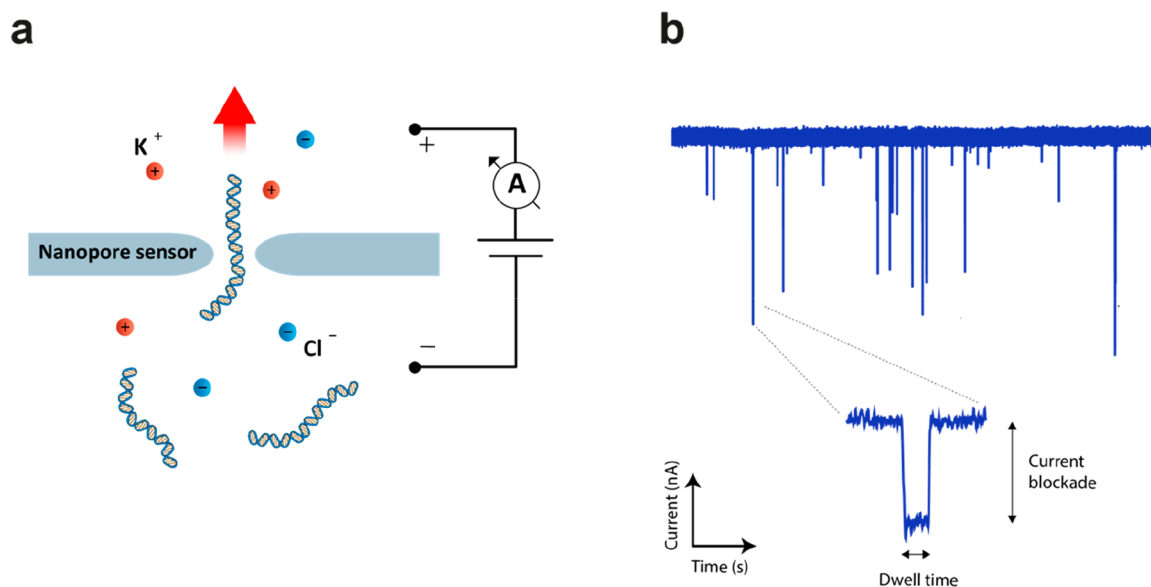 a
b
K⁺
−
+
+
+
A
Nanopore sensor
+
−
Cl⁻
−
−
Current
blockade
Current (nA)
Time (s)
Dwell time